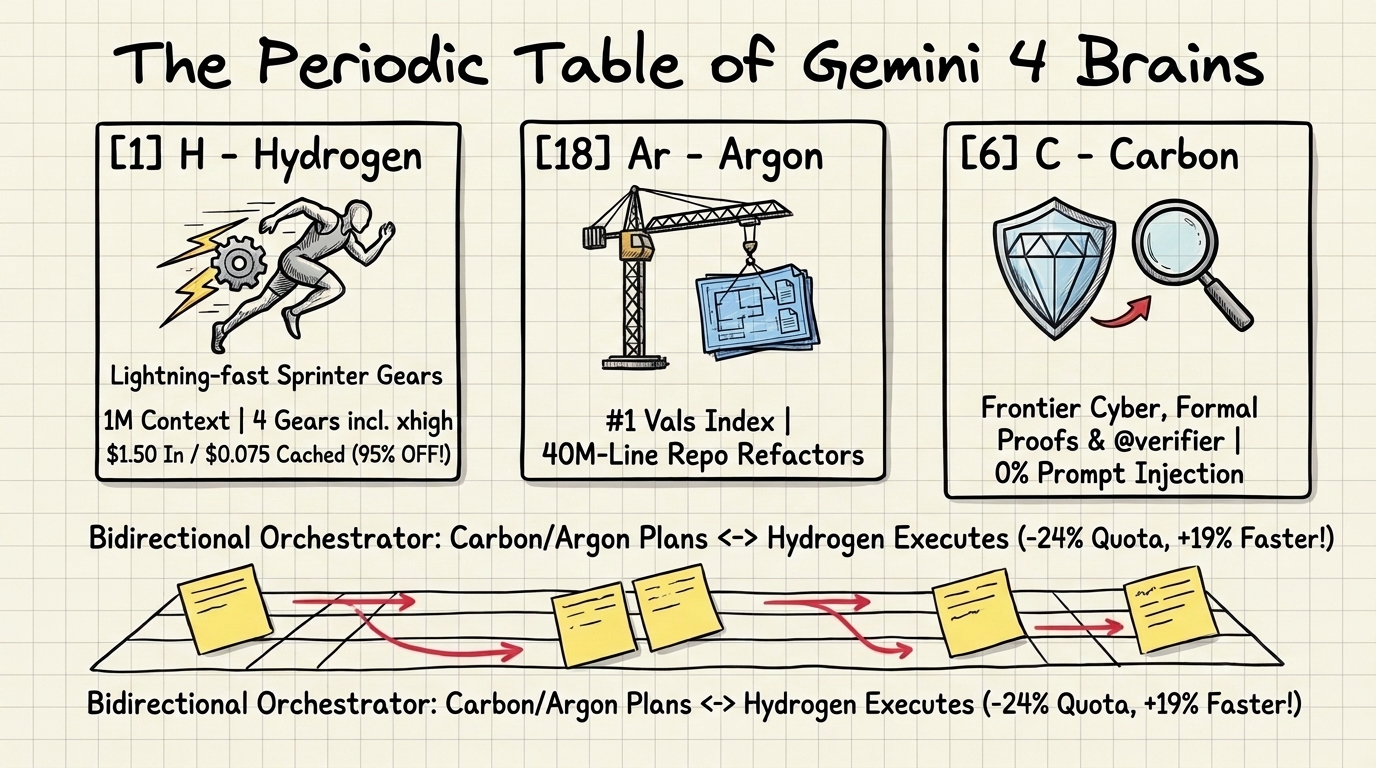 The Periodic Table of Gemini 4 Brains
[1] H - Hydrogen
Lightning-fast Sprinter Gears
1M Context | 4 Gears incl. xhigh
$1.50 In / $0.075 Cached (95% OFF!)
[18] Ar - Argon
#1 Vals Index |
40M-Line Repo Refactors
[6] C - Carbon
Frontier Cyber, Formal
Proofs & @verifier |
0% Prompt Injection
Bidirectional Orchestrator: Carbon/Argon Plans <-> Hydrogen Executes (-24% Quota, +19% Faster!)
Bidirectional Orchestrator: Carbon/Argon Plans <-> Hydrogen Executes (-24% Quota, +19% Faster!)